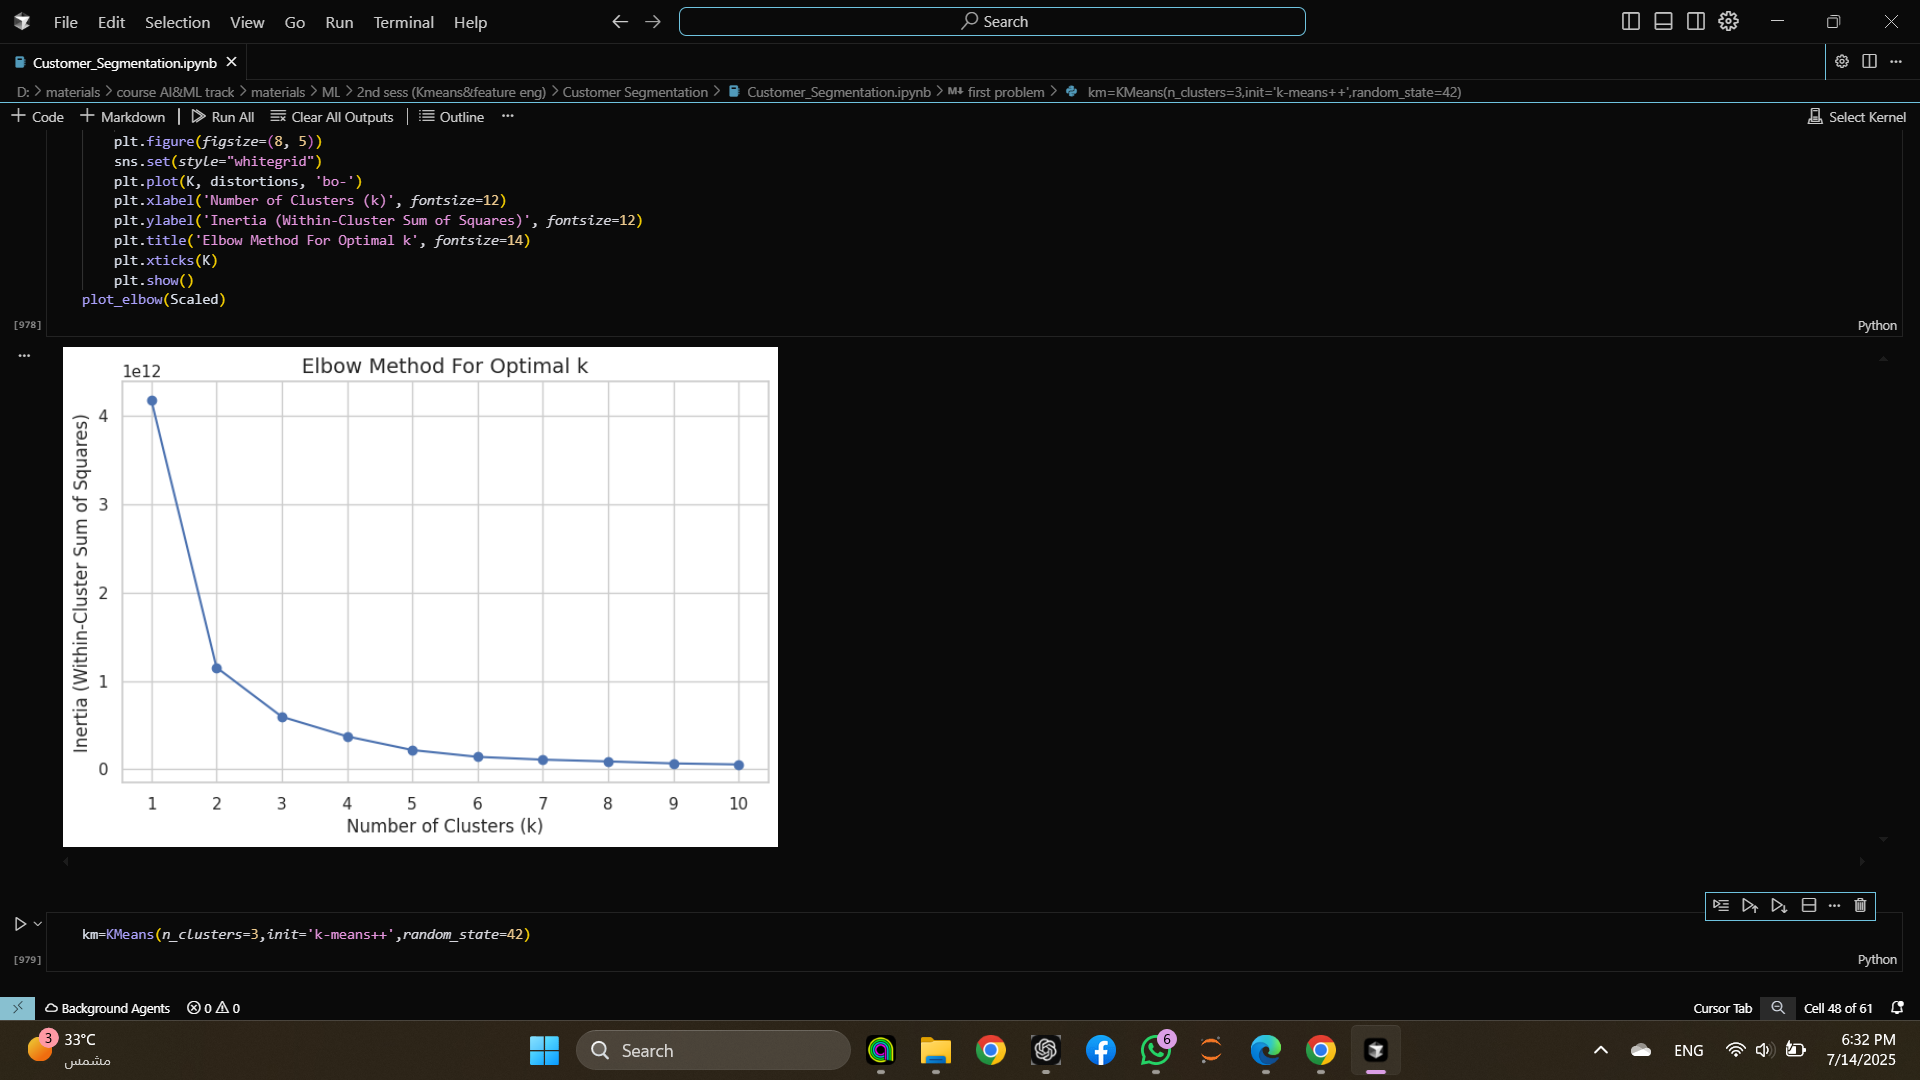 File Edit Selection View Go Run Terminal Help
Search
Customer_Segmentation.ipynb
D: > materials > course AI&ML track > materials > ML > 2nd sess (Kmeans&feature eng) > Customer Segmentation > Customer_Segmentation.ipynb > M↓ first problem > km=KMeans(n_clusters=3,init='k-means++',random_state=42)
Code Markdown Run All Clear All Outputs Outline ...
Select Kernel
plt.figure(figsize=(8, 5))
sns.set(style="whitegrid")
plt.plot(K, distortions, 'bo-')
plt.xlabel('Number of Clusters (k)', fontsize=12)
plt.ylabel('Inertia (Within-Cluster Sum of Squares)', fontsize=12)
plt.title('Elbow Method For Optimal k', fontsize=14)
plt.xticks(K)
plt.show()
plot_elbow(Scaled)
[978]
Python
Elbow Method For Optimal k
1e12
4
3
2
1
0
Inertia (Within-Cluster Sum of Squares)
1 2 3 4 5 6 7 8 9 10
Number of Clusters (k)
km=KMeans(n_clusters=3,init='k-means++',random_state=42)
[979]
Python
Background Agents 0 0
Cursor Tab
Cell 48 of 61
3
33°C
مشمس
Search
6
ENG
6:32 PM
7/14/2025